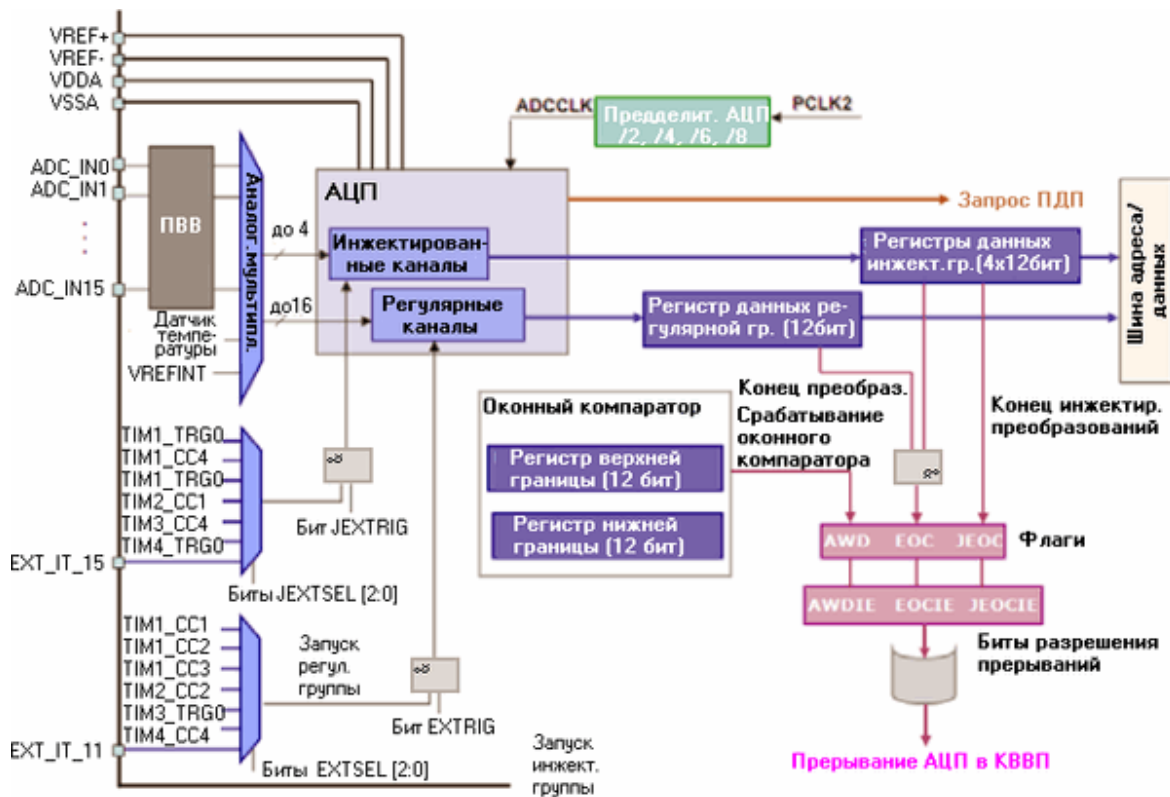 VREF+
VREF-
VDDA
VSSA
ADCCLK
PCLK2
Предделит. АЦП
/2, /4, /6, /8
ADC_IN0
ADC_IN1
ADC_IN15
ПВВ
Аналог.мультипл.
Датчик
темпе-
ратуры
VREFINT
до 4
до16
АЦП
Инжектирован-
ные каналы
Регулярные
каналы
Запрос ПДП
Регистры данных
инжект.гр.(4x12бит)
Регистр данных ре-
гулярной гр. (12бит)
Шина адреса/
данных
Конец преобраз.
Срабатывание
оконного
компаратора
Конец инжектир.
преобразований
Оконный компаратор
Регистр верхней
границы (12 бит)
Регистр нижней
границы (12 бит)
TIM1_TRG0
TIM1_CC4
TIM1_TRG0
TIM2_CC1
TIM3_CC4
TIM4_TRG0
EXT_IT_15
Бит JEXTRIG
Биты JEXTSEL [2:0]
AWD EOC JEOC
Флаги
AWDIE EOCIE JEOCIE
Биты разрешения
прерываний
TIM1_CC1
TIM1_CC2
TIM1_CC3
TIM2_CC2
TIM3_TRG0
TIM4_CC4
EXT_IT_11
Запуск
регул.
группы
Бит EXTRIG
Биты EXTSEL [2:0]
Запуск
инжект.
группы
Прерывание АЦП в КВВП